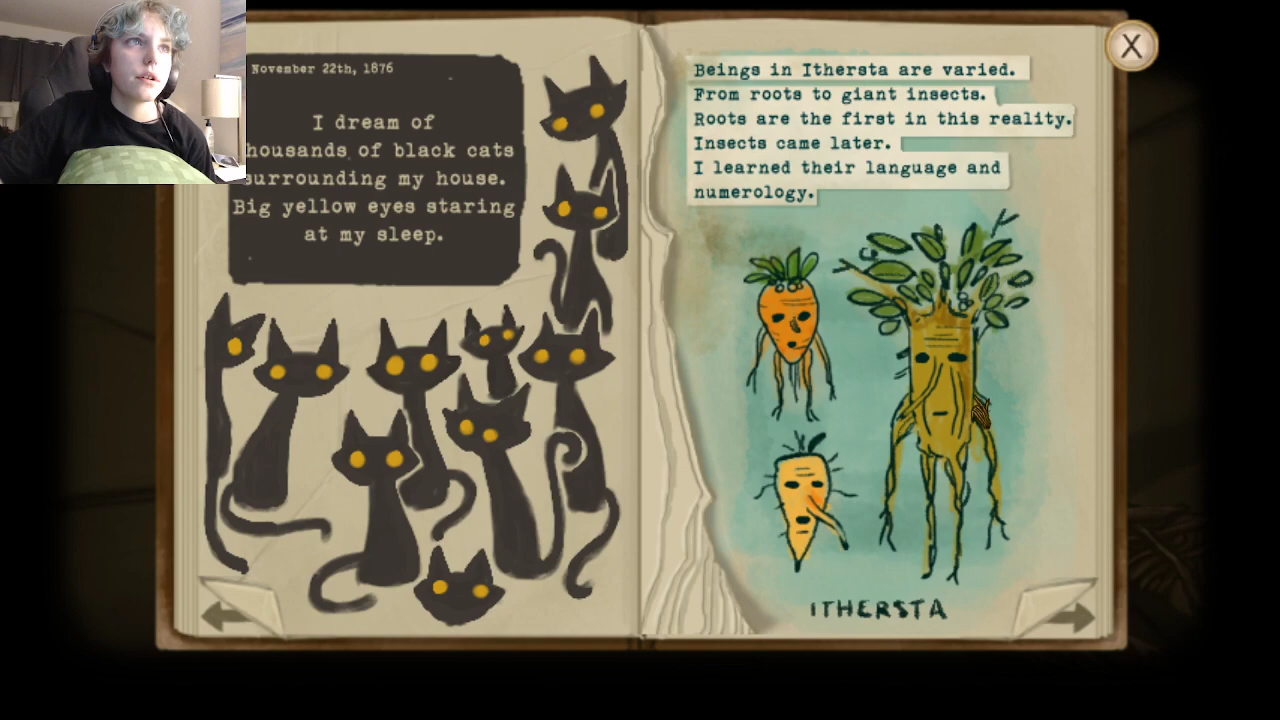 November 22th, 1876
I dream of
housands of black cats
surrounding my house.
Big yellow eyes staring
at my sleep.
Beings in Ithersta are varied.
From roots to giant insects.
Roots are the first in this reality.
Insects came later.
I learned their language and
numerology.
ITHERSTA
X